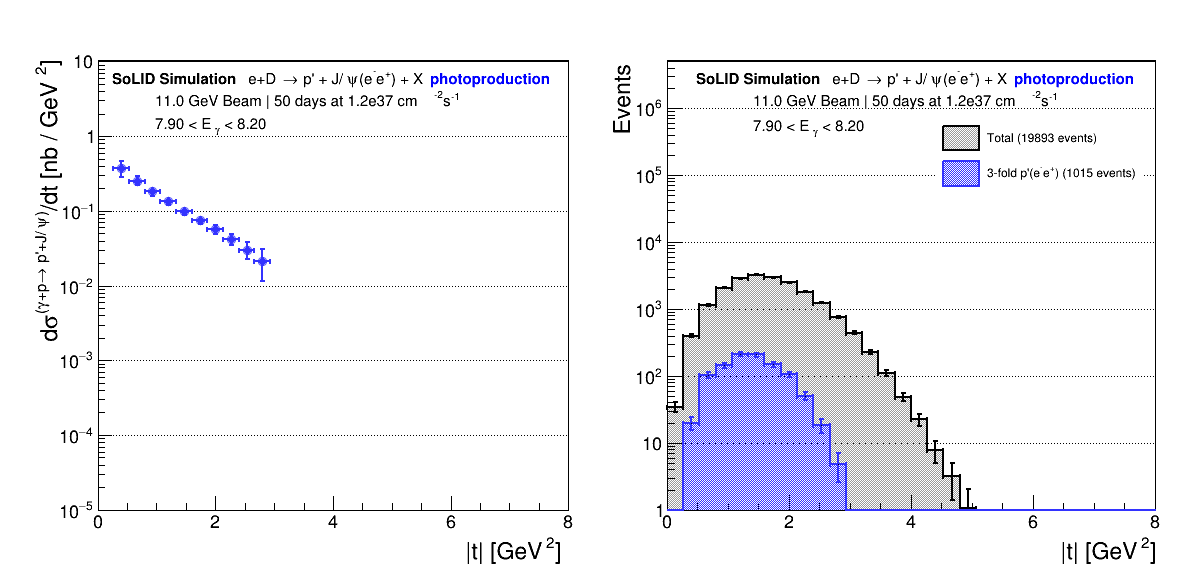 SoLID Simulation e+D → p' + J/ψ(e⁻e⁺) + X photoproduction
11.0 GeV Beam | 50 days at 1.2e37 cm⁻²s⁻¹
7.90 < E_γ < 8.20
dσ(γ+p→ p'+J/ψ)/dt [nb / GeV²]
10
1
10⁻¹
10⁻²
10⁻³
10⁻⁴
10⁻⁵
0 2 4 6 8
|t| [GeV²]
SoLID Simulation e+D → p' + J/ψ(e⁻e⁺) + X photoproduction
11.0 GeV Beam | 50 days at 1.2e37 cm⁻²s⁻¹
7.90 < E_γ < 8.20
Total (19893 events)
3-fold p'(e⁻e⁺) (1015 events)
Events
10⁶
10⁵
10⁴
10³
10²
10
1
0 2 4 6 8
|t| [GeV²]